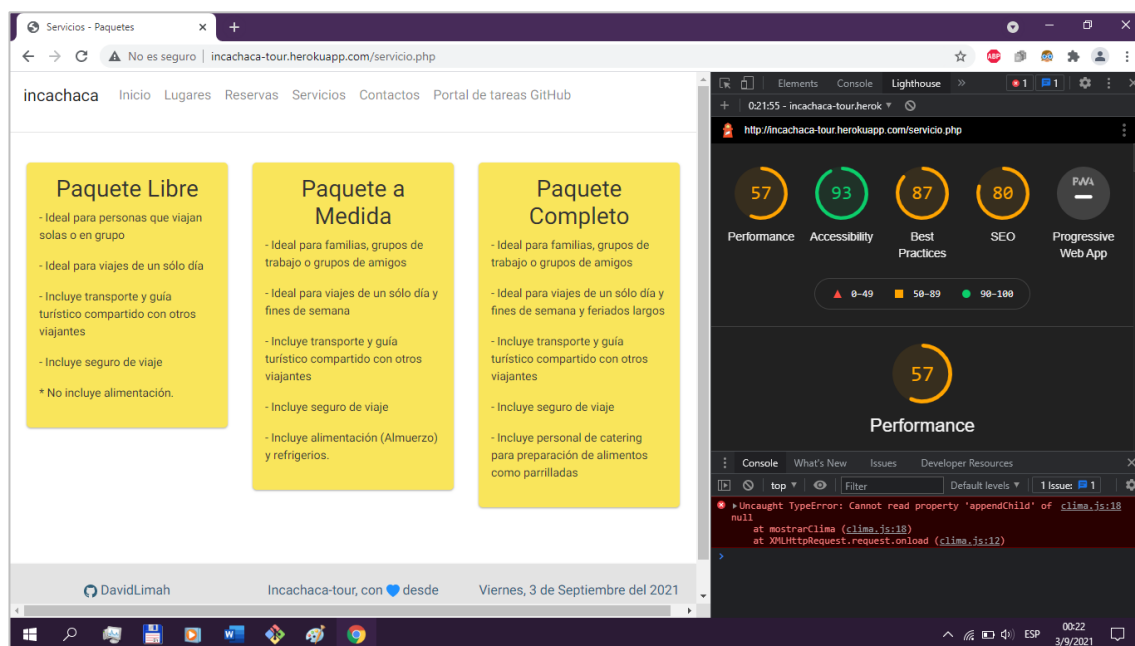 Servicios - Paquetes
No es seguro | incachaca-tour.herokuapp.com/servicio.php
ABP
incachaca Inicio Lugares Reservas Servicios Contactos Portal de tareas GitHub
Paquete Libre
- Ideal para personas que viajan
solas o en grupo
- Ideal para viajes de un sólo día
- Incluye transporte y guía
turístico compartido con otros
viajantes
- Incluye seguro de viaje
* No incluye alimentación.
Paquete a
Medida
- Ideal para familias, grupos de
trabajo o grupos de amigos
- Ideal para viajes de un sólo día y
fines de semana
- Incluye transporte y guía
turístico compartido con otros
viajantes
- Incluye seguro de viaje
- Incluye alimentación (Almuerzo)
y refrigerios.
Paquete
Completo
- Ideal para familias, grupos de
trabajo o grupos de amigos
- Ideal para viajes de un sólo día y
fines de semana y feriados largos
- Incluye transporte y guía
turístico compartido con otros
viajantes
- Incluye seguro de viaje
- Incluye personal de catering
para preparación de alimentos
como parrilladas
DavidLimah
Incachaca-tour, con desde
Viernes, 3 de Septiembre del 2021
Elements Console Lighthouse » 1 1
0:21:55 - incachaca-tour.herok
http://incachaca-tour.herokuapp.com/servicio.php
57 93 87 80 PWA
Performance Accessibility Best Practices SEO Progressive Web App
0-49 50-89 90-100
57
Performance
Console What's New Issues Developer Resources
top Filter Default levels 1 Issue: 1
Uncaught TypeError: Cannot read property 'appendChild' of clima.js:18
null
at mostrarClima (clima.js:18)
at XMLHttpRequest.request.onload (clima.js:12)
ESP
00:22
3/9/2021